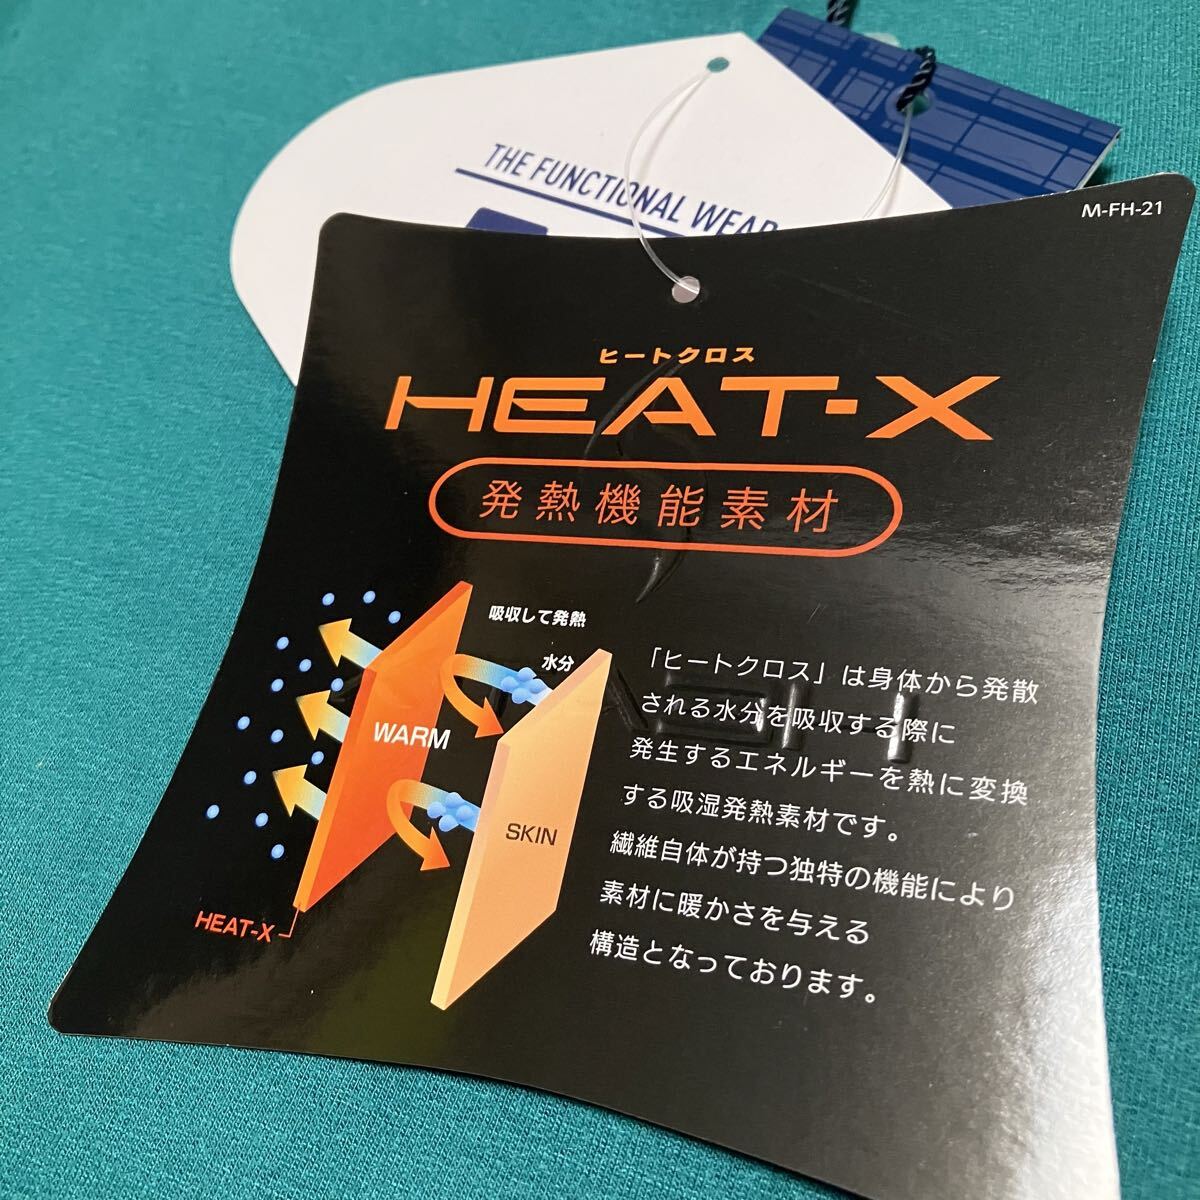 THE FUNCTIONAL WEAR
M-FH-21
ヒートクロス
HEAT-X
発熱機能素材
吸収して発熱
水分
WARM
SKIN
HEAT-X
「ヒートクロス」は身体から発散
される水分を吸収する際に
発生するエネルギーを熱に変換
する吸湿発熱素材です。
繊維自体が持つ独特の機能により
素材に暖かさを与える
構造となっております。